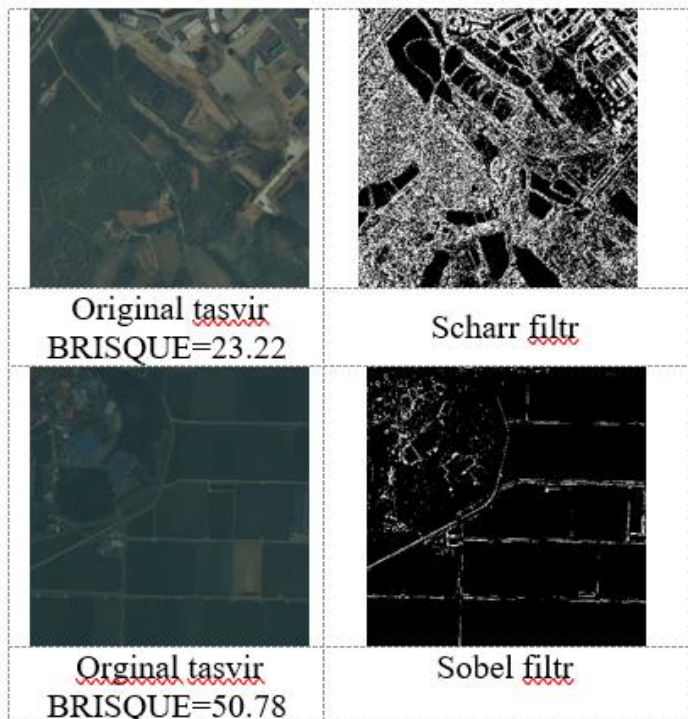 Original tasvir
BRISQUE=23.22
Scharr filtr
Orginal tasvir
BRISQUE=50.78
Sobel filtr